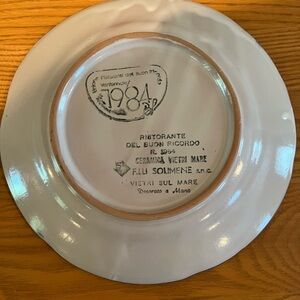 Ristoranti del Buon Ricordo
1984
RISTORANTE
DEL BUON RICORDO
R. 1964
CERAMICA VIETRI MARE
F.LLI SOLIMENE s.n.c.
VIETRI SUL MARE
Decorato a Mano